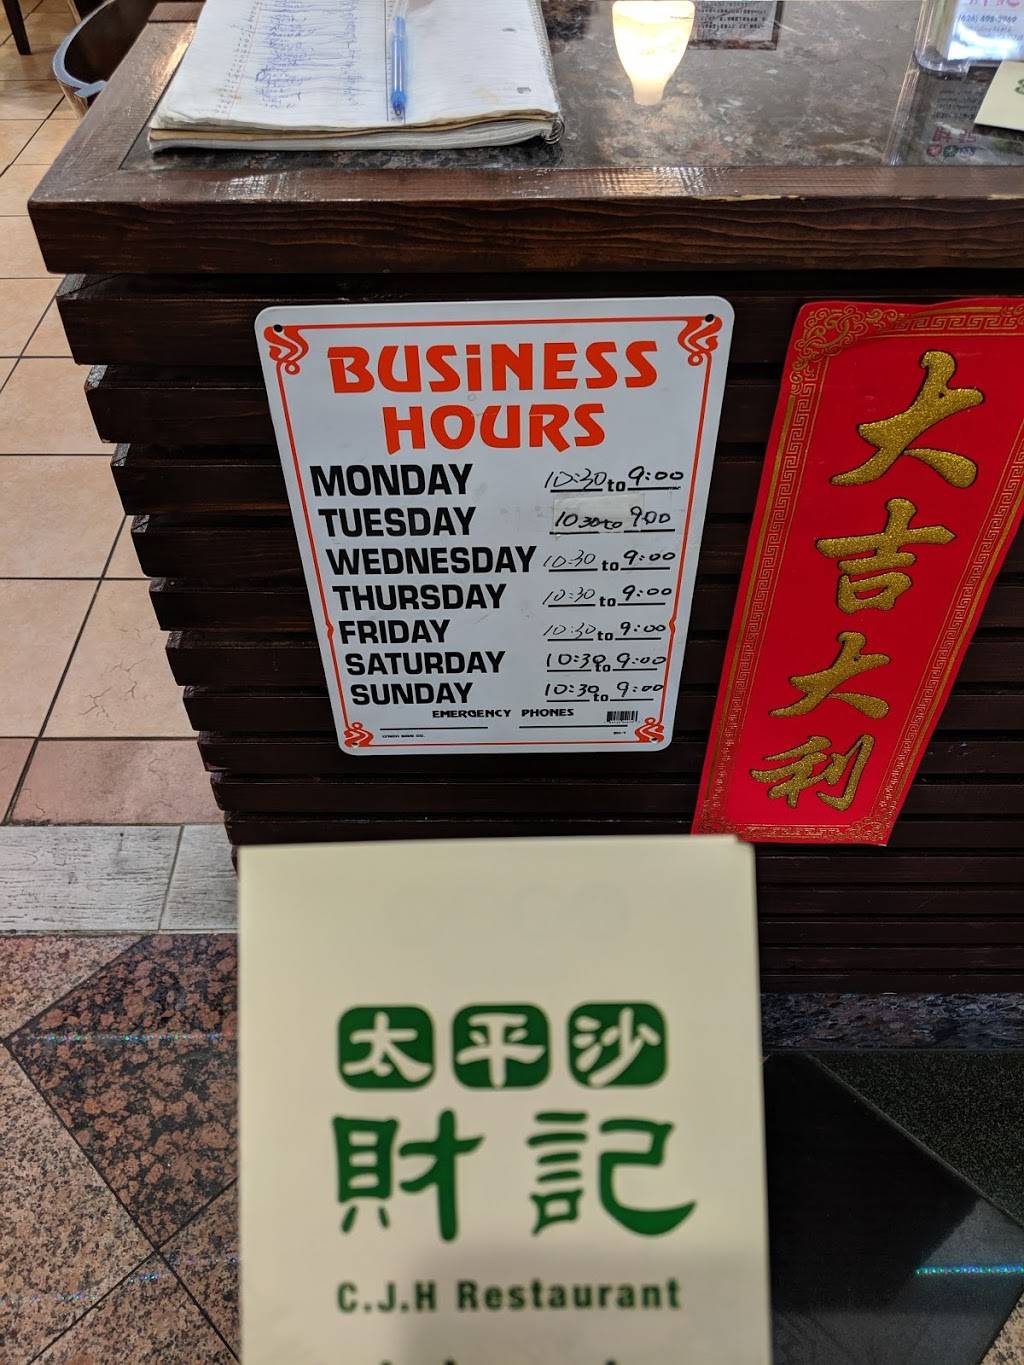 BUSiNESS
HOURS
MONDAY 10:30 to 9:00
TUESDAY 10 30 to 9:00
WEDNESDAY 10:30 to 9:00
THURSDAY 10:30 to 9:00
FRIDAY 10:30 to 9:00
SATURDAY 10:30 to 9:00
SUNDAY 10:30 to 9:00
EMERGENCY PHONES
大吉大利
太平沙
財記
C.J.H Restaurant